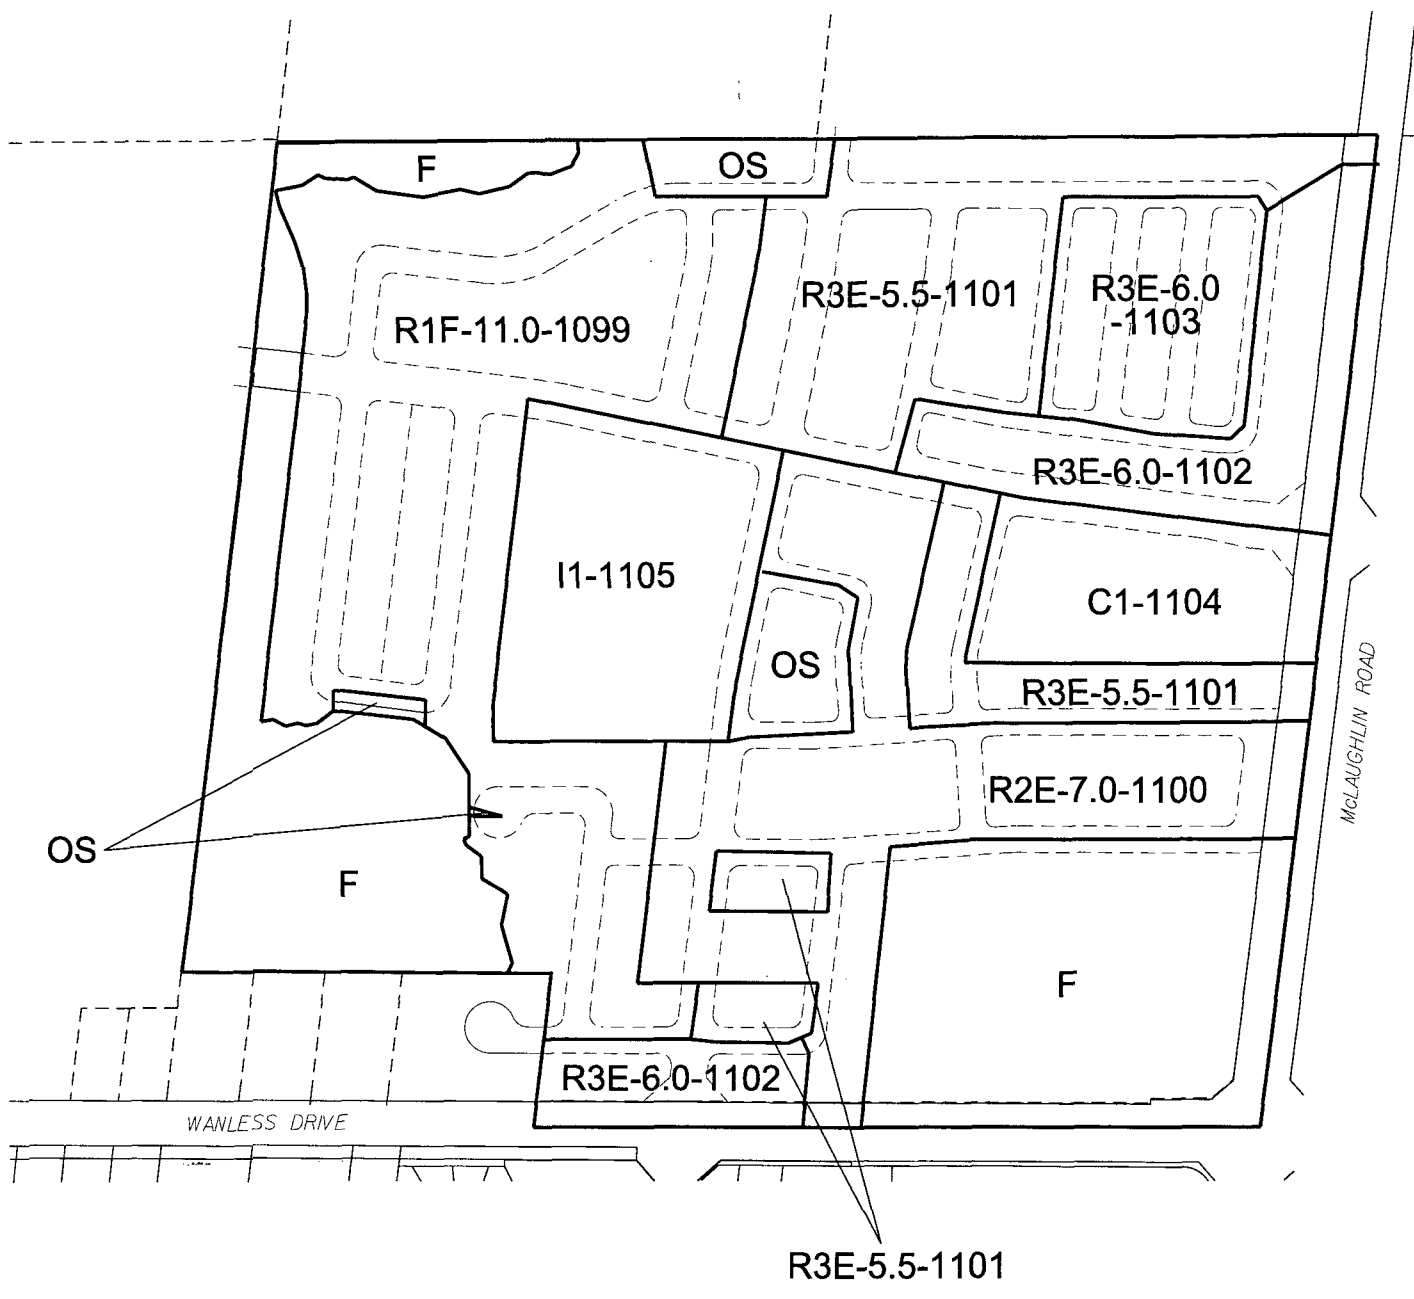 F
OS
R3E-5.5-1101
R3E-6.0
-1103
R1F-11.0-1099
R3E-6.0-1102
I1-1105
C1-1104
OS
R3E-5.5-1101
McLAUGHLIN ROAD
R2E-7.0-1100
OS
F
F
R3E-6.0-1102
WANLESS DRIVE
R3E-5.5-1101